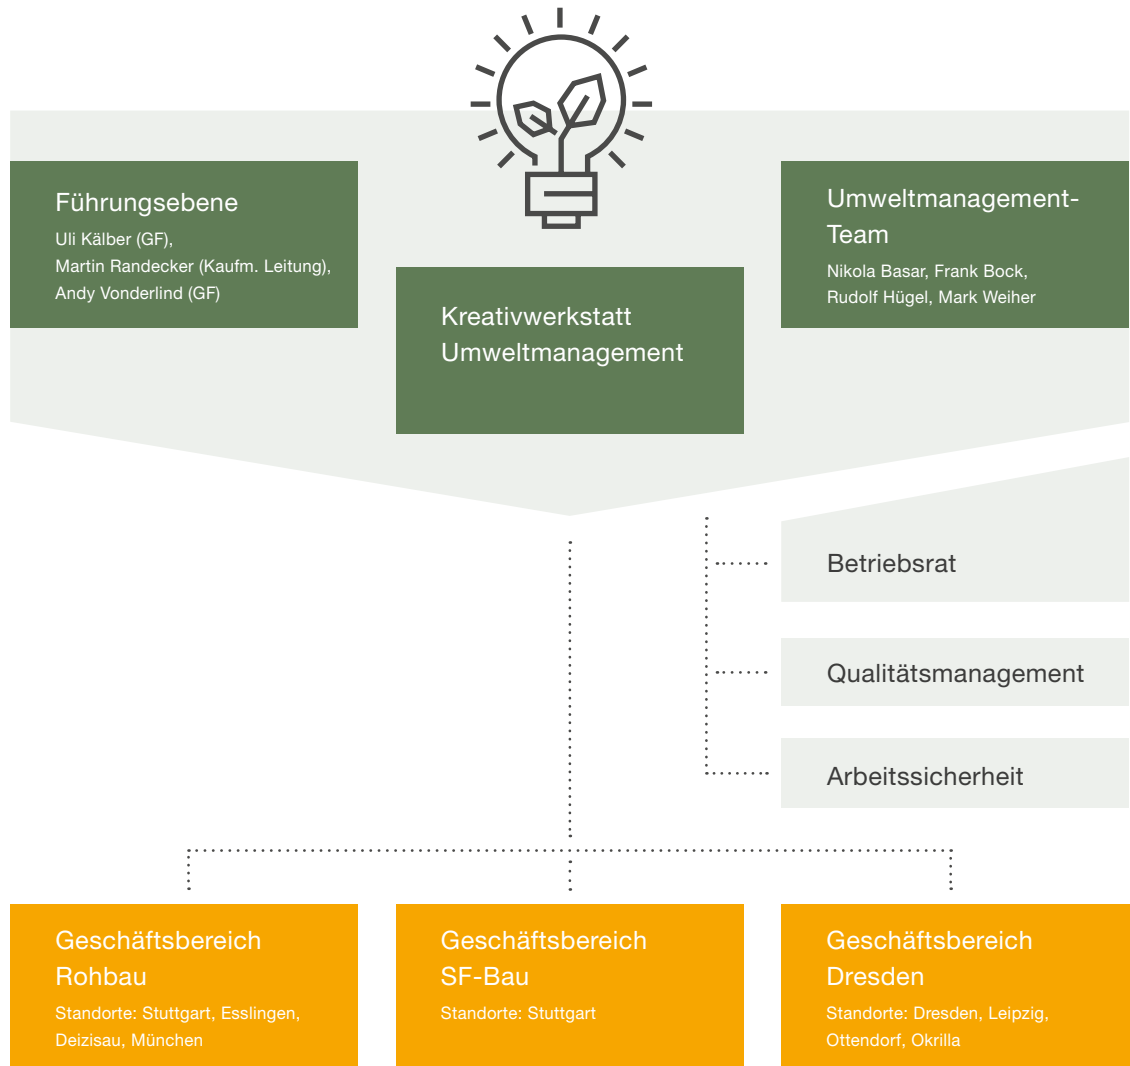 Führungsebene
Uli Kälber (GF),
Martin Randecker (Kaufm. Leitung),
Andy Vonderlind (GF)
Kreativwerkstatt
Umweltmanagement
Umweltmanagement-
Team
Nikola Basar, Frank Bock,
Rudolf Hügel, Mark Weiher
Betriebsrat
Qualitätsmanagement
Arbeitssicherheit
Geschäftsbereich
Rohbau
Standorte: Stuttgart, Esslingen,
Deizisau, München
Geschäftsbereich
SF-Bau
Standorte: Stuttgart
Geschäftsbereich
Dresden
Standorte: Dresden, Leipzig,
Ottendorf, Okrilla